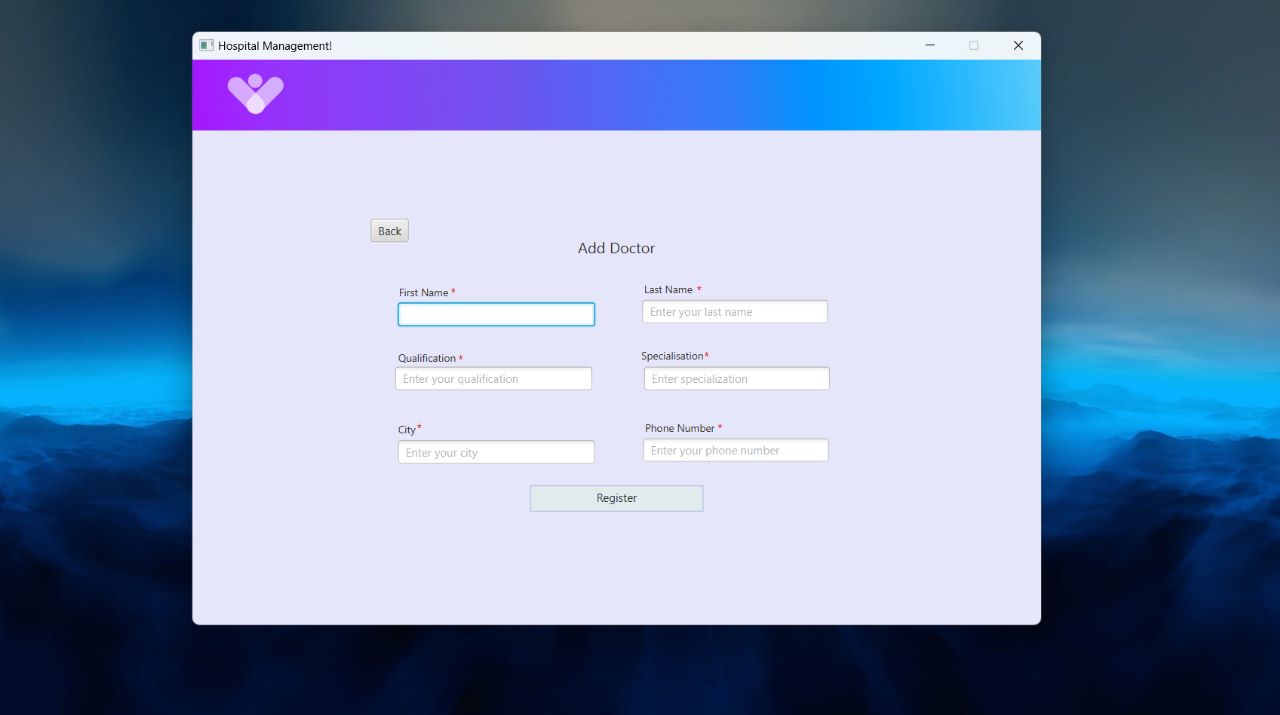 Hospital Management!
Back
Add Doctor
First Name *
Last Name *
Enter your last name
Qualification *
Specialisation*
Enter your qualification
Enter specialization
City*
Phone Number *
Enter your city
Enter your phone number
Register